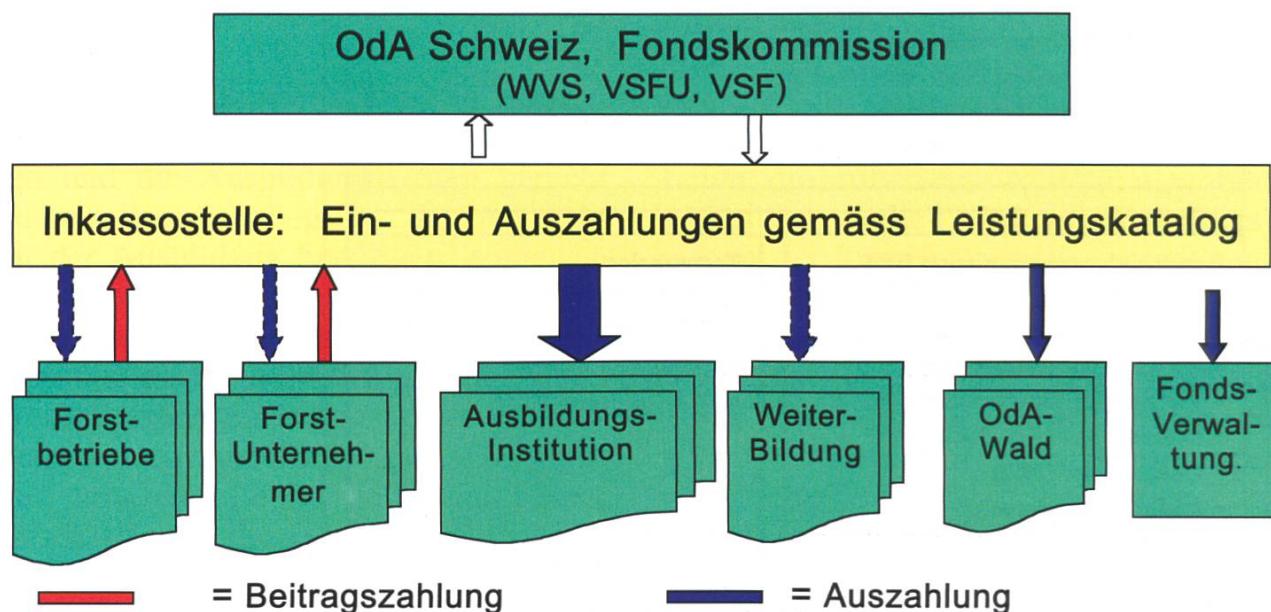 OdA Schweiz, Fondskommission
(WVS, VSFU, VSF)
Inkassostelle: Ein- und Auszahlungen gemäss Leistungskatalog
Forst-
betriebe
Forst-
Unterneh-
mer
Ausbildungs-
Institution
Weiter-
Bildung
OdA-
Wald
Fonds-
Verwal-
tung.
= Beitragszahlung
= Auszahlung